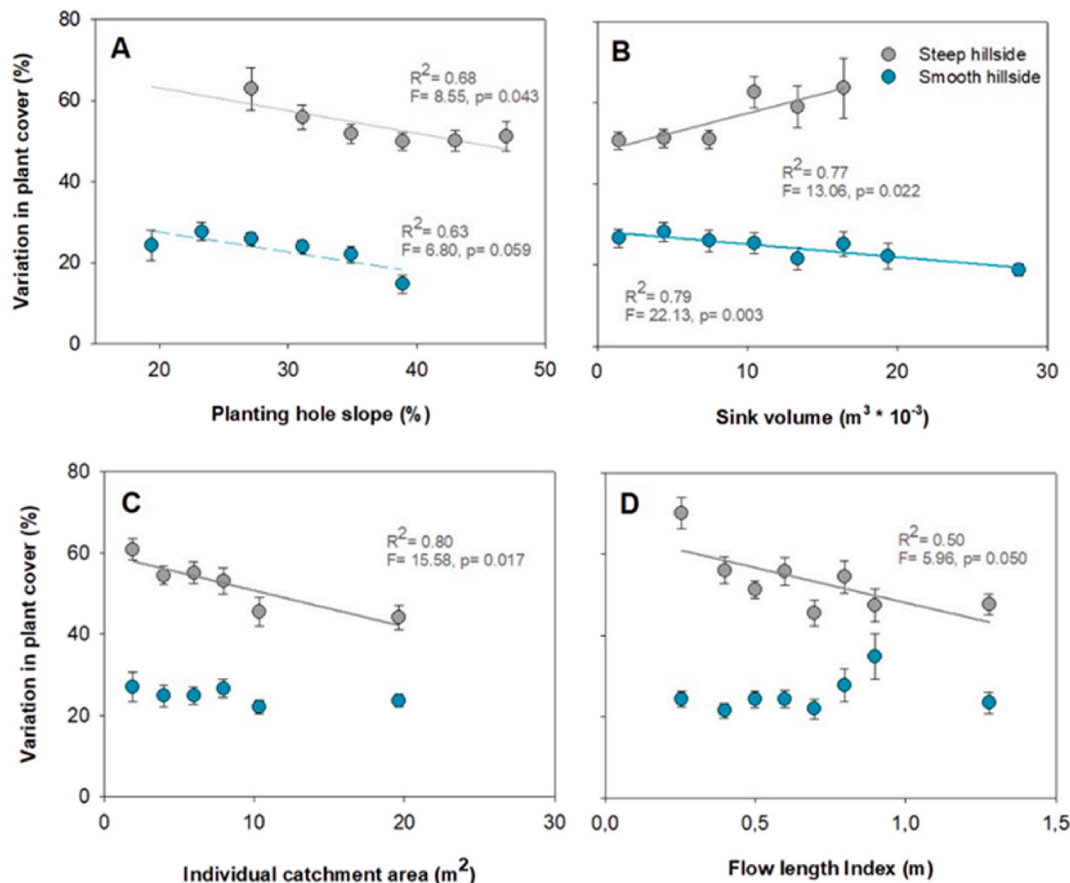 80
60
40
20
0
Variation in plant cover (%)
A
R2= 0.68
F= 8.55, p= 0.043
R2= 0.63
F= 6.80, p= 0.059
20
30
40
50
Planting hole slope (%)
B
Steep hillside
Smooth hillside
R2= 0.77
F= 13.06, p= 0.022
R2= 0.79
F= 22.13, p= 0.003
0
10
20
30
Sink volume (m3 * 10-3)
80
60
40
20
0
Variation in plant cover (%)
C
R2= 0.80
F= 15.58, p= 0.017
0
10
20
30
Individual catchment area (m2)
D
R2= 0.50
F= 5.96, p= 0.050
0,0
0,5
1,0
1,5
Flow length Index (m)